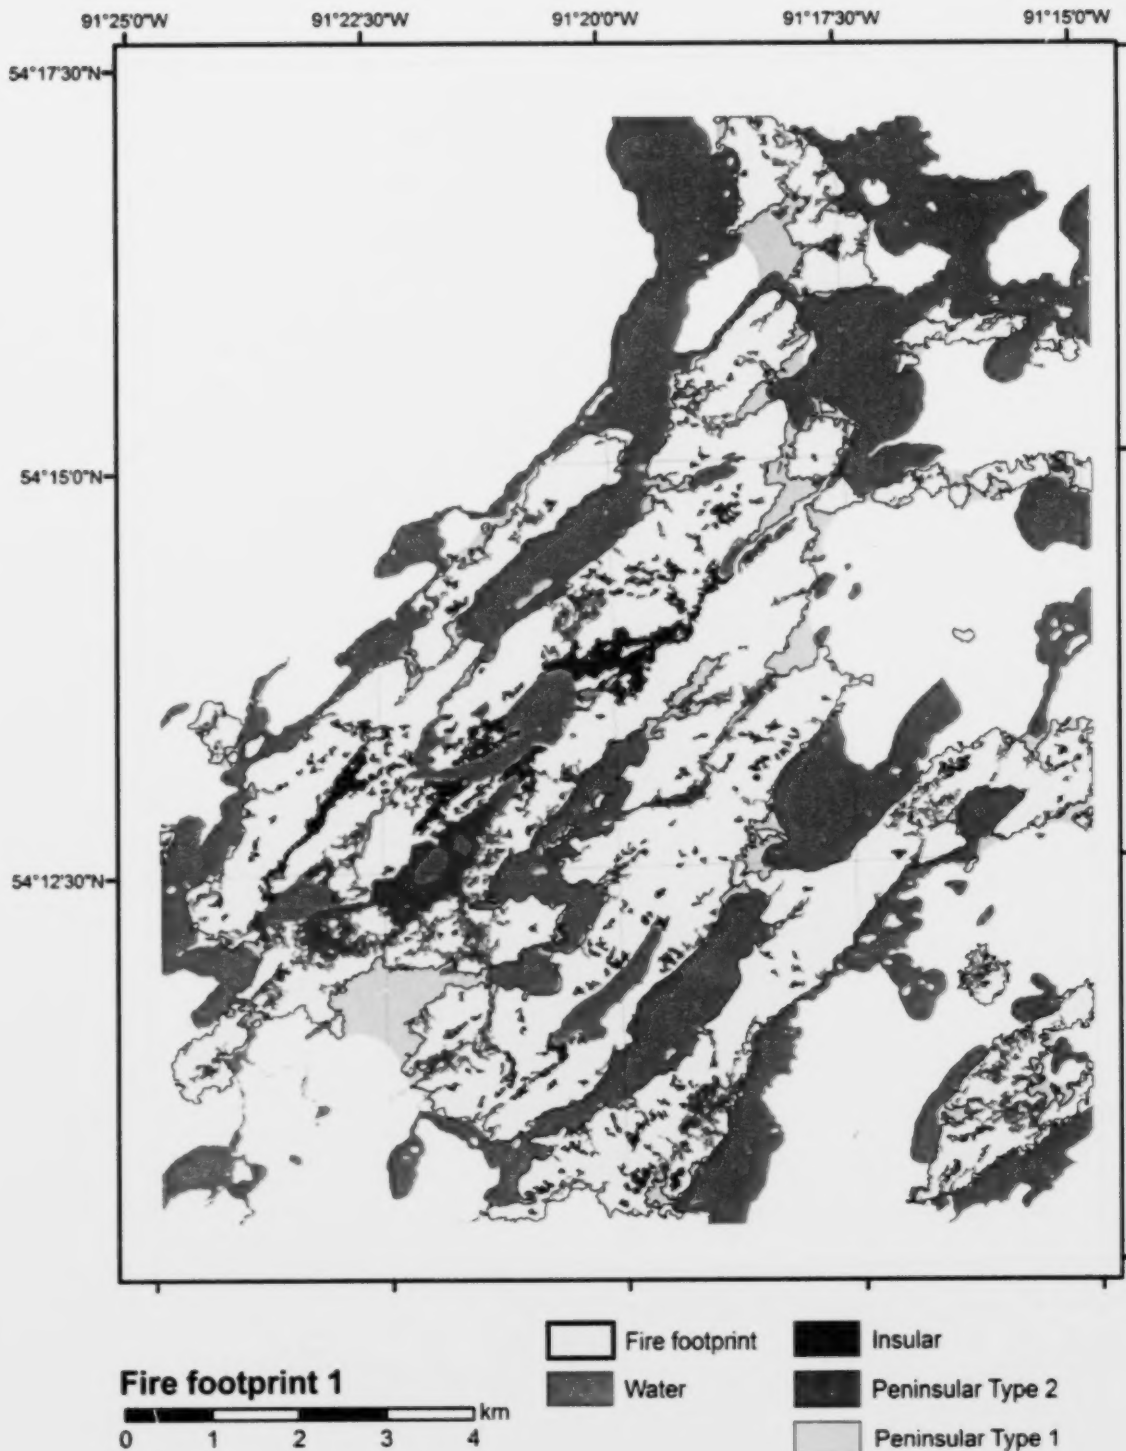 91°25'0"W 91°22'30"W 91°20'0"W 91°17'30"W 91°15'0"W
54°17'30"N
54°15'0"N
54°12'30"N
Fire footprint
Insular
Fire footprint 1
Water
Peninsular Type 2
km
0 1 2 3 4
Peninsular Type 1